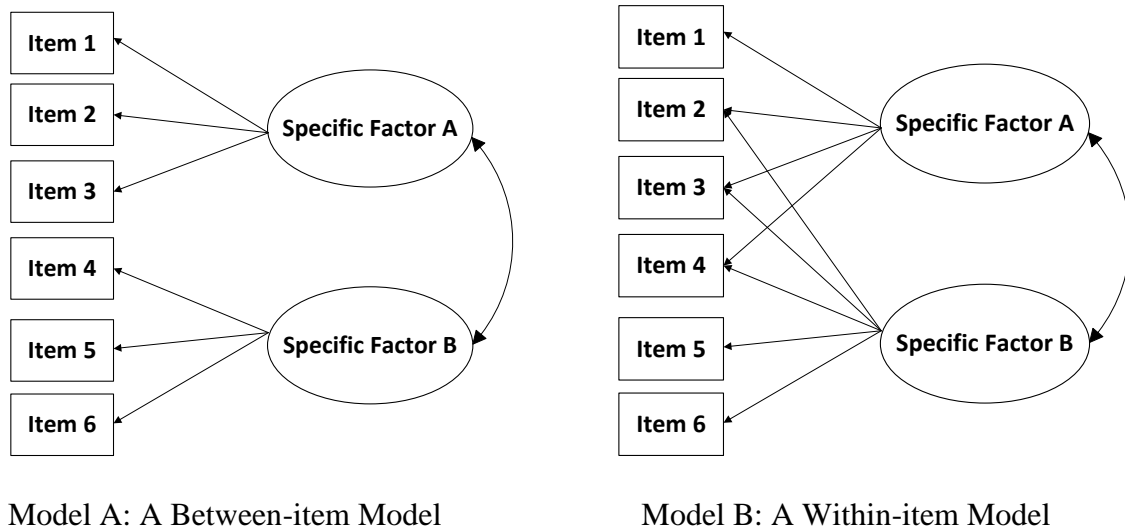 Item 1
Item 2
Item 3
Item 4
Item 5
Item 6
Specific Factor A
Specific Factor B
Model A: A Between-item Model
Item 1
Item 2
Item 3
Item 4
Item 5
Item 6
Specific Factor A
Specific Factor B
Model B: A Within-item Model